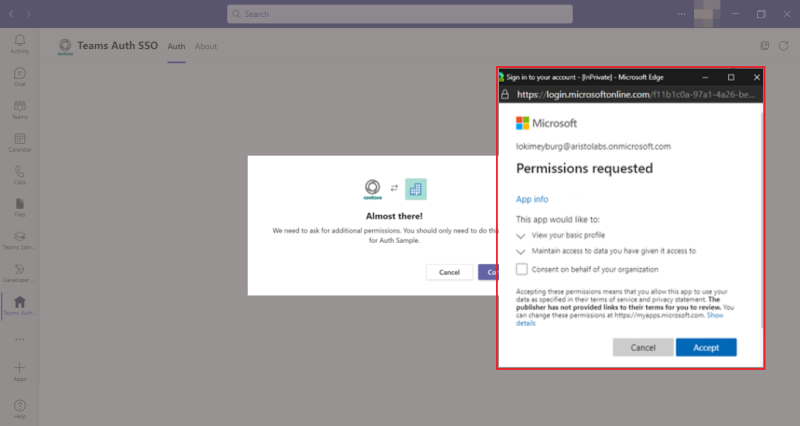 Search
Activity
Chat
Teams
Calendar
Calls
Files
Teams Sam...
Developer ...
Teams Auth...
Apps
Help
Teams Auth SSO
Auth
About
contoso
Almost there!
We need to ask for additional permissions. You should only need to do this
for Auth Sample.
Cancel
Co
Sign in to your account - [InPrivate] - Microsoft Edge
https://login.microsoftonline.com/f11b1c0a-97a1-4a26-be...
Microsoft
lokimeyburg@aristolabs.onmicrosoft.com
Permissions requested
App info
This app would like to:
View your basic profile
Maintain access to data you have given it access to
Consent on behalf of your organization
Accepting these permissions means that you allow this app to use your
data as specified in their terms of service and privacy statement. The
publisher has not provided links to their terms for you to review. You
can change these permissions at https://myapps.microsoft.com. Show
details
Cancel
Accept